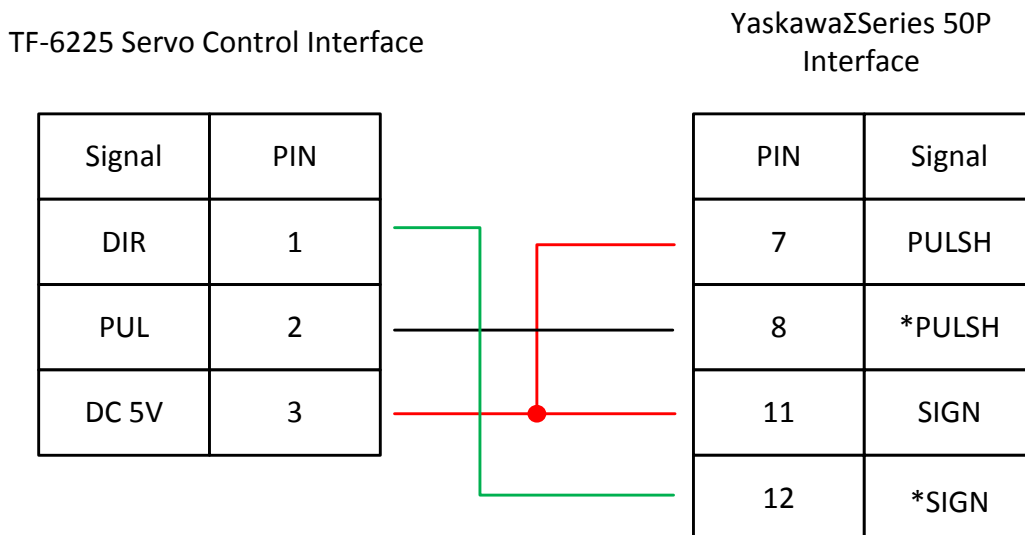 TF-6225 Servo Control Interface
YaskawaΣSeries 50P
Interface
Signal PIN
DIR 1
PUL 2
DC 5V 3
PIN Signal
7 PULSH
8 *PULSH
11 SIGN
12 *SIGN